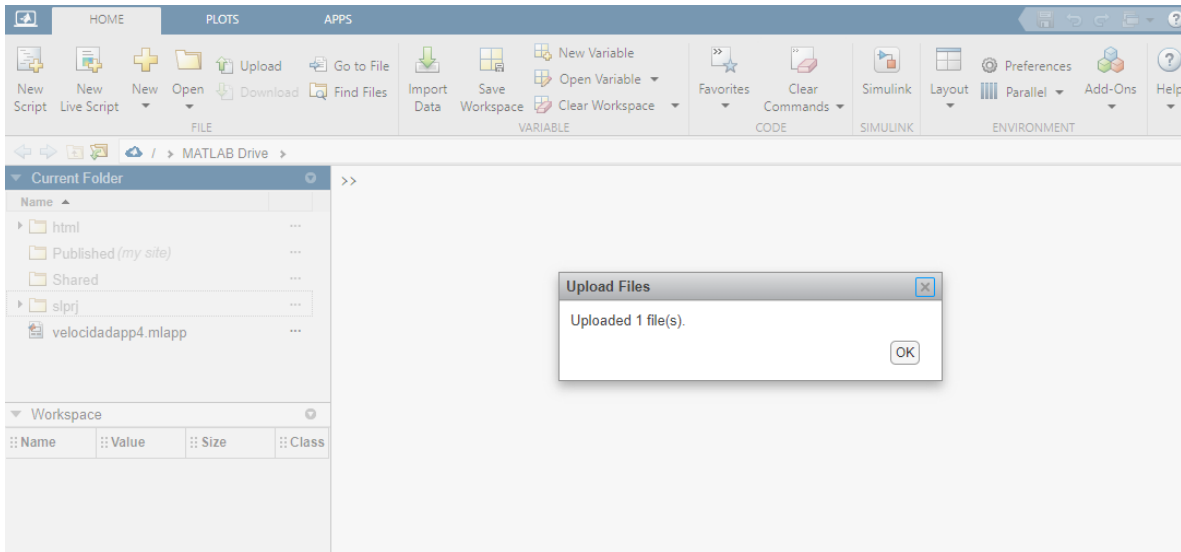 HOME PLOTS APPS
New Script
New Live Script
New
Open
Upload
Download
Go to File
Find Files
FILE
Import Data
Save Workspace
New Variable
Open Variable
Clear Workspace
VARIABLE
Favorites
Clear Commands
CODE
Simulink
SIMULINK
Layout
Preferences
Parallel
Add-Ons
ENVIRONMENT
? Help
/ > MATLAB Drive >
Current Folder
Name
html ...
Published (my site) ...
Shared ...
slprj ...
velocidadapp4.mlapp ...
Workspace
Name Value Size Class
>>
Upload Files
Uploaded 1 file(s).
OK